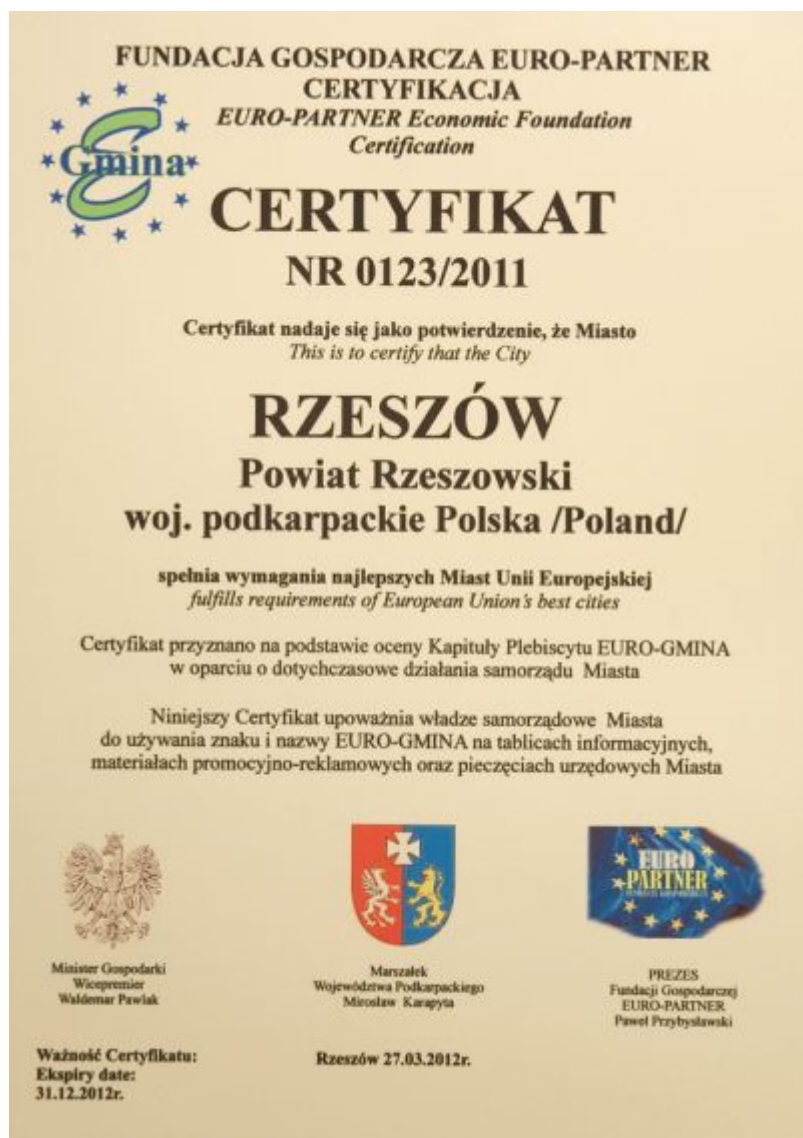 FUNDACJA GOSPODARCZA EURO-PARTNER
CERTYFIKACJA
EURO-PARTNER Economic Foundation
Certification
Gmina
CERTYFIKAT
NR 0123/2011
Certyfikat nadaje się jako potwierdzenie, że Miasto
This is to certify that the City
RZESZÓW
Powiat Rzeszowski
woj. podkarpackie Polska /Poland/
spełnia wymagania najlepszych Miast Unii Europejskiej
fulfills requirements of European Union's best cities
Certyfikat przyznano na podstawie oceny Kapituły Plebiscytu EURO-GMINA
w oparciu o dotychczasowe działania samorządu Miasta
Niniejszy Certyfikat upoważnia władze samorządowe Miasta
do używania znaku i nazwy EURO-GMINA na tablicach informacyjnych,
materiałach promocyjno-reklamowych oraz pieczęciach urzędowych Miasta
Minister Gospodarki
Wicepremier
Waldemar Pawlak
Marszałek
Województwa Podkarpackiego
Mirosław Karapyta
EURO
PARTNER
PREZES
Fundacji Gospodarczej
EURO-PARTNER
Paweł Przybysławski
Ważność Certyfikatu:
Ekspiry date:
31.12.2012r.
Rzeszów 27.03.2012r.